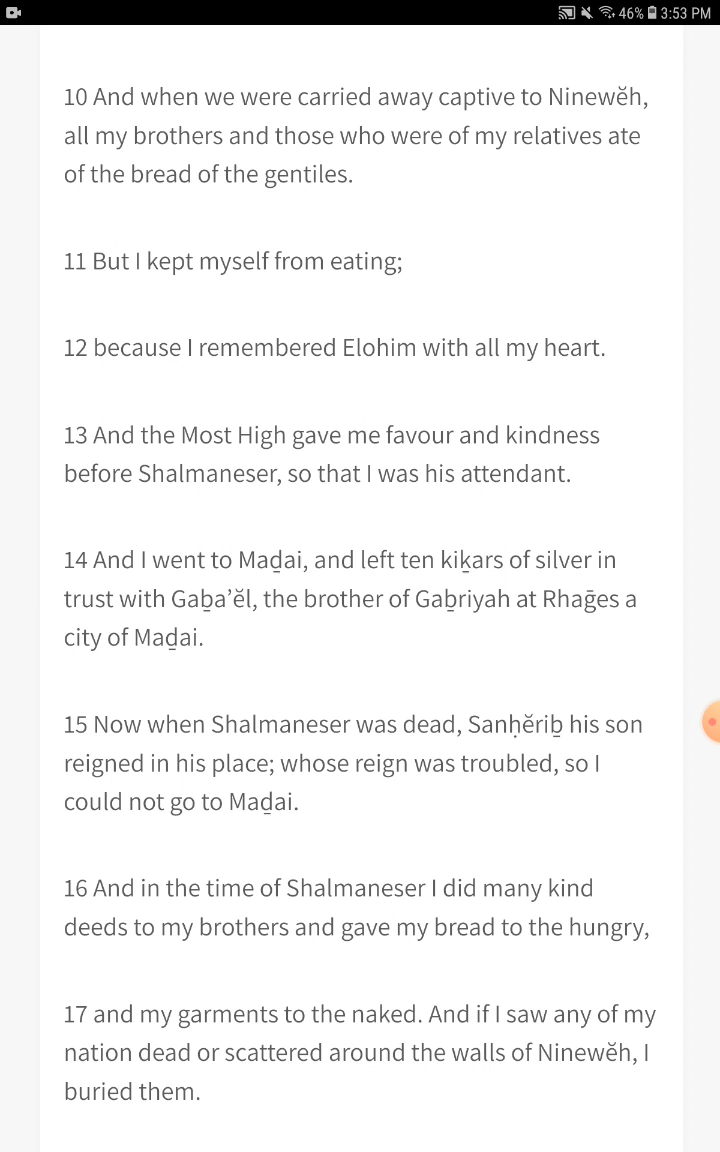 46% 3:53 PM
10 And when we were carried away captive to Ninewĕh,
all my brothers and those who were of my relatives ate
of the bread of the gentiles.
11 But I kept myself from eating;
12 because I remembered Elohim with all my heart.
13 And the Most High gave me favour and kindness
before Shalmaneser, so that I was his attendant.
14 And I went to Maḏai, and left ten kiḵars of silver in
trust with Gaḇa’ĕl, the brother of Gaḇriyah at Rhaḡes a
city of Maḏai.
15 Now when Shalmaneser was dead, Sanḥĕriḇ his son
reigned in his place; whose reign was troubled, so I
could not go to Maḏai.
16 And in the time of Shalmaneser I did many kind
deeds to my brothers and gave my bread to the hungry,
17 and my garments to the naked. And if I saw any of my
nation dead or scattered around the walls of Ninewĕh, I
buried them.